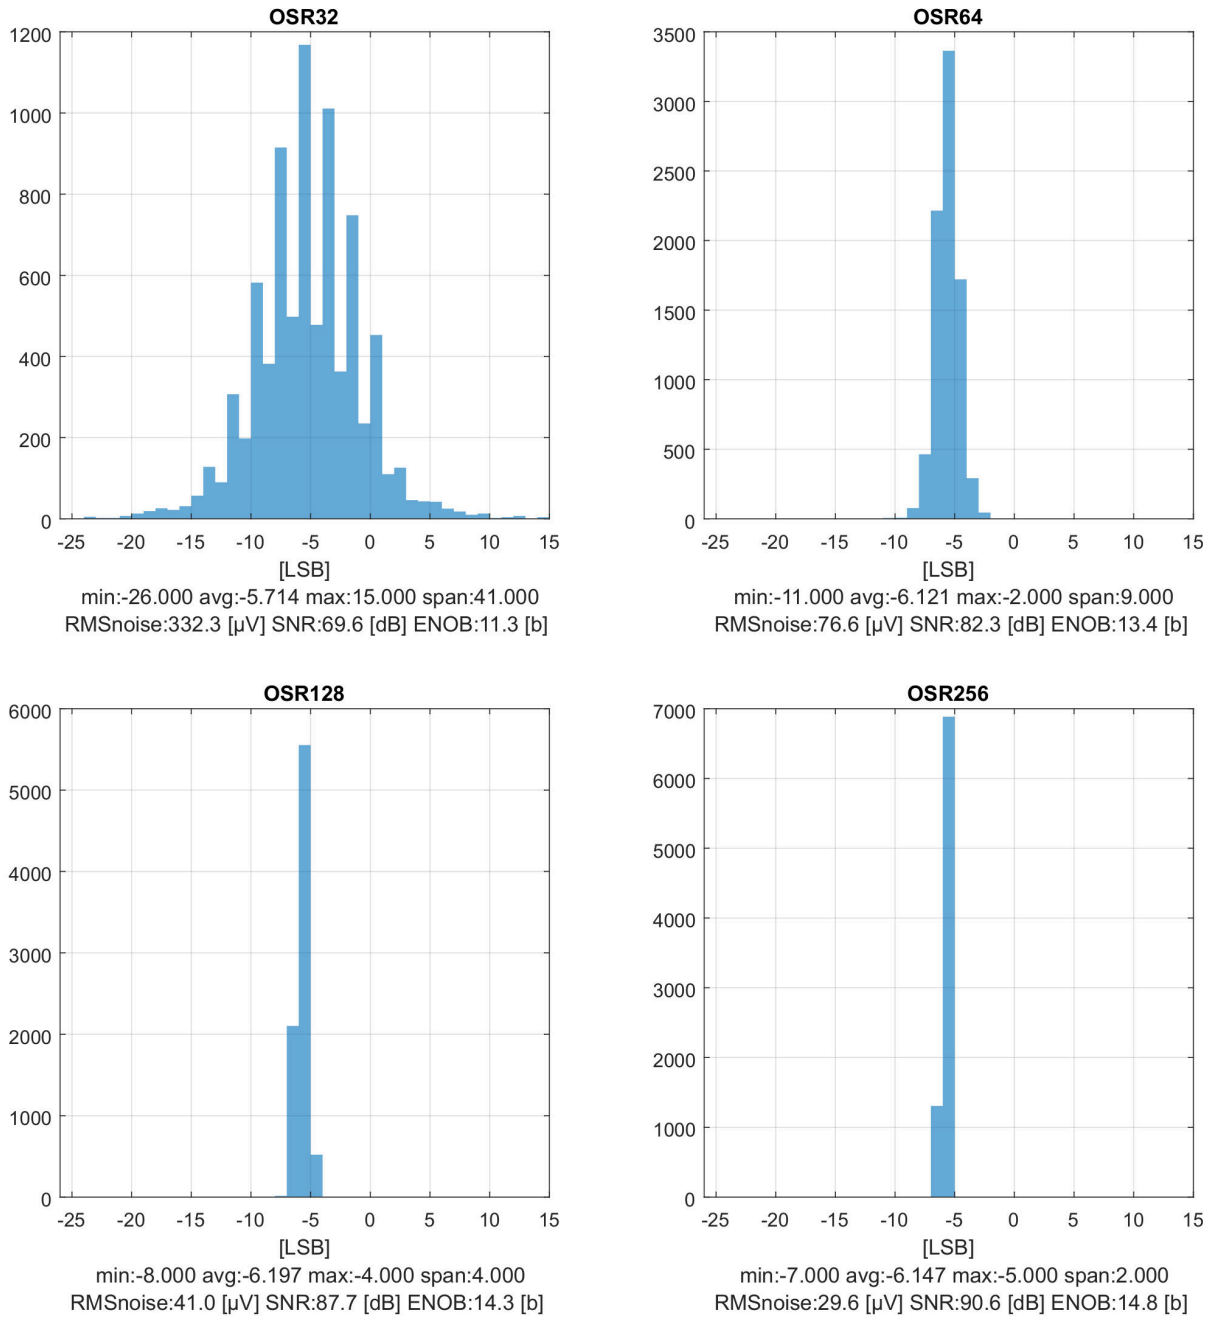 OSR32
1200
1000
800
600
400
200
0
-25 -20 -15 -10 -5 0 5 10 15
[LSB]
min:-26.000 avg:-5.714 max:15.000 span:41.000
RMSnoise:332.3 [µV] SNR:69.6 [dB] ENOB:11.3 [b]
OSR64
3500
3000
2500
2000
1500
1000
500
0
-25 -20 -15 -10 -5 0 5 10 15
[LSB]
min:-11.000 avg:-6.121 max:-2.000 span:9.000
RMSnoise:76.6 [µV] SNR:82.3 [dB] ENOB:13.4 [b]
OSR128
6000
5000
4000
3000
2000
1000
0
-25 -20 -15 -10 -5 0 5 10 15
[LSB]
min:-8.000 avg:-6.197 max:-4.000 span:4.000
RMSnoise:41.0 [µV] SNR:87.7 [dB] ENOB:14.3 [b]
OSR256
7000
6000
5000
4000
3000
2000
1000
0
-25 -20 -15 -10 -5 0 5 10 15
[LSB]
min:-7.000 avg:-6.147 max:-5.000 span:2.000
RMSnoise:29.6 [µV] SNR:90.6 [dB] ENOB:14.8 [b]